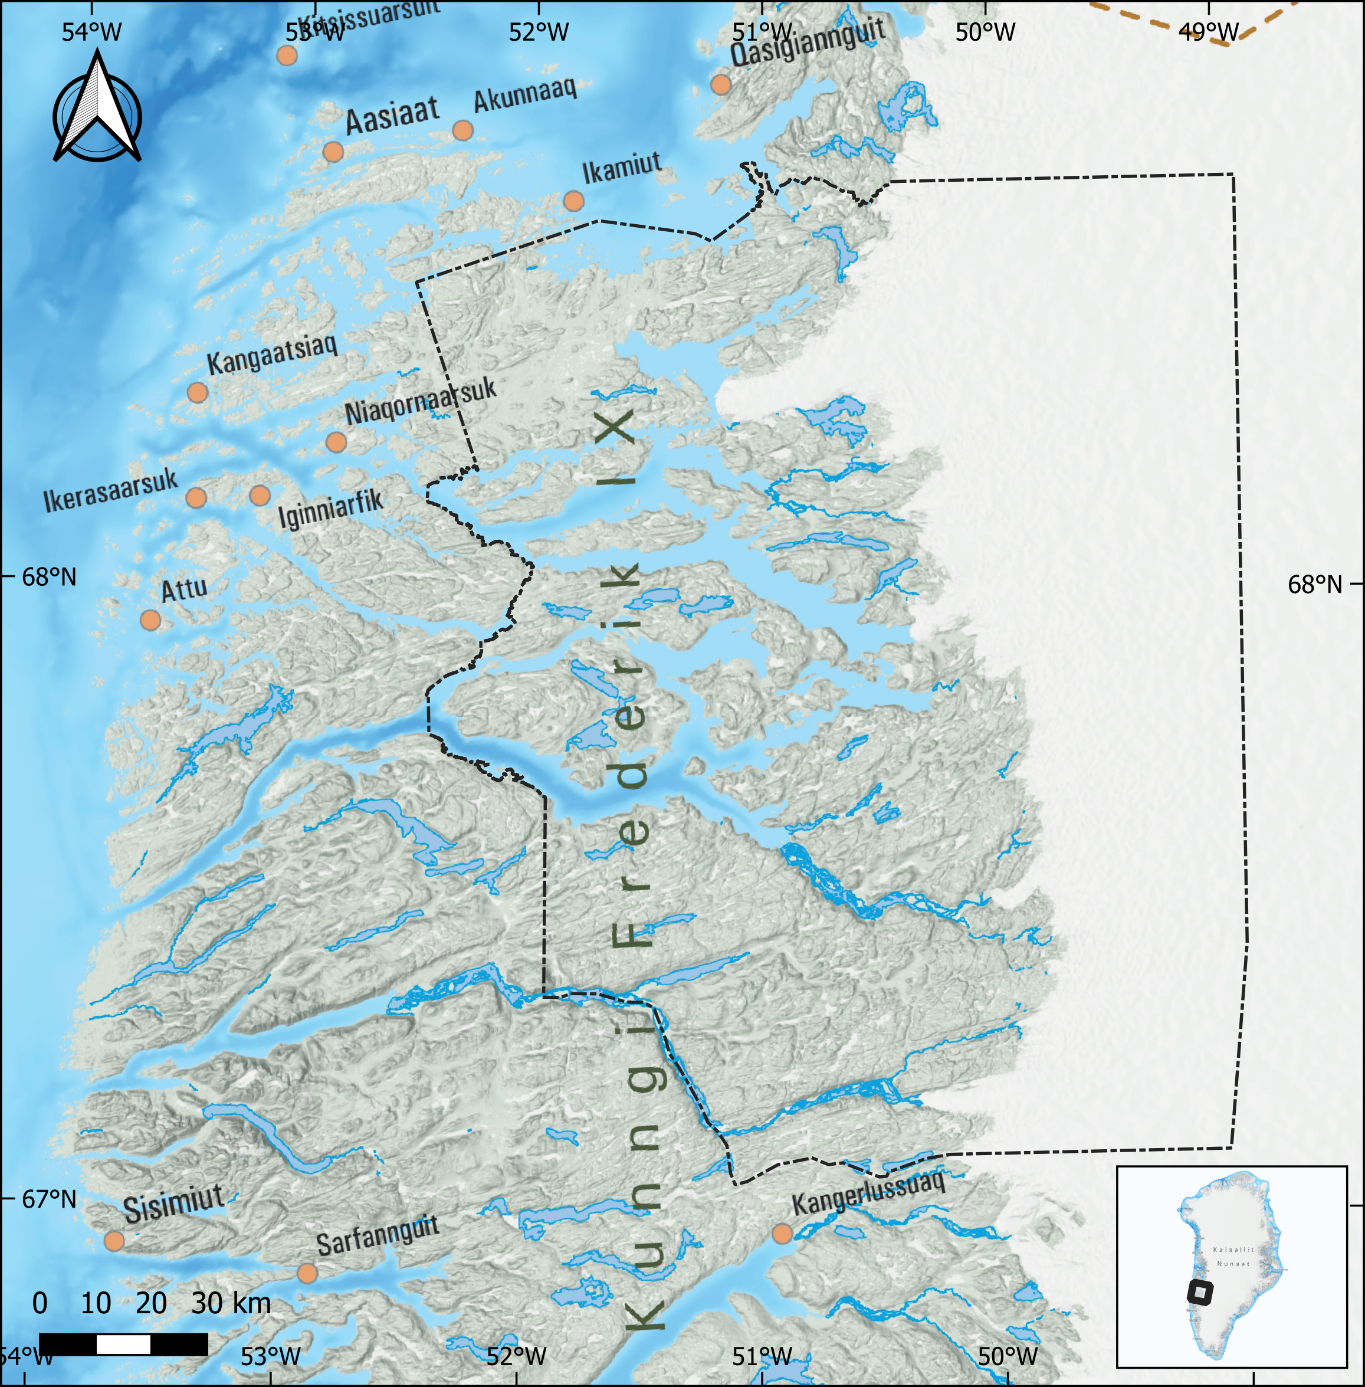 54°W
53°W
52°W
51°W
50°W
49°W
Kitsissuarsuit
Qasigiannguit
Aasiaat
Akunnaaq
Ikamiut
Kangaatsiaq
Niaqornaarsuk
Ikerasaarsuk
Iginniarfik
Attu
68°N
68°N
Kunngi Frederik IX
67°N
Sisimiut
Sarfannguit
Kangerlussuaq
Kalaallit
Nunaat
0 10 20 30 km
54°W
53°W
52°W
51°W
50°W